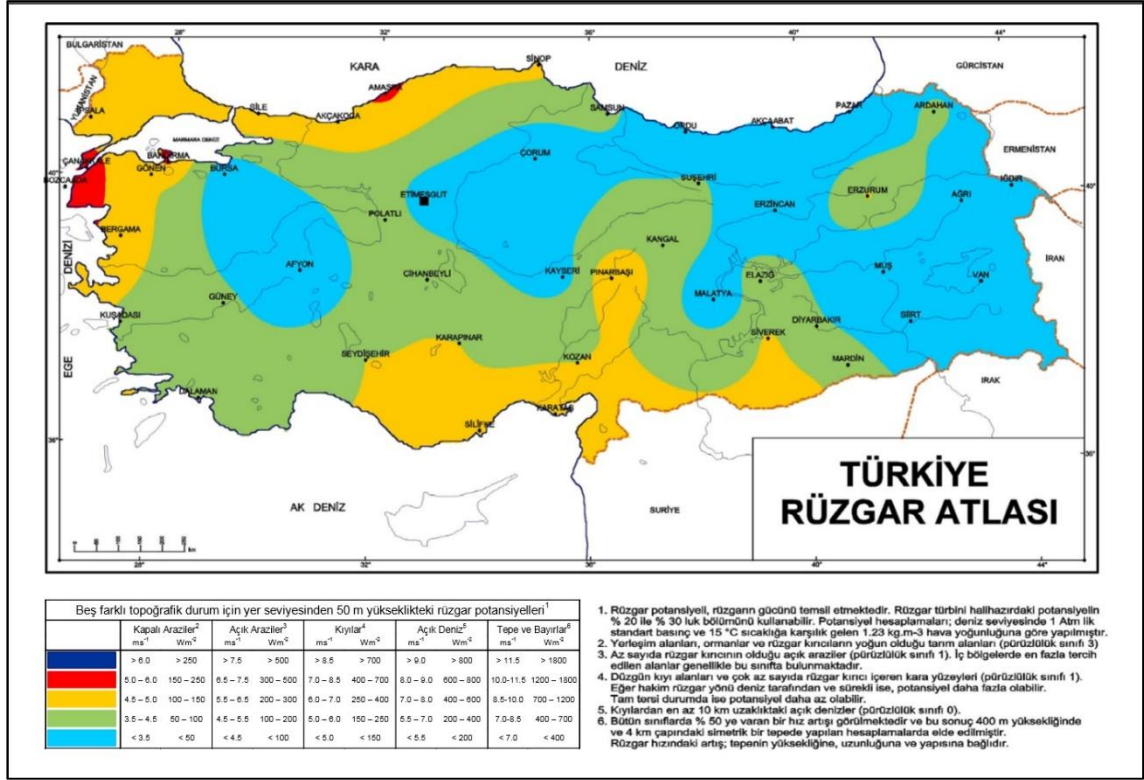 28°
32°
36°
40°
44°
BULGARİSTAN
KARA
DENİZ
GÜRCİSTAN
YUNANİSTAN
SİNOP
AMASRA
İPSALA
ŞİLE
AKÇAKOCA
SAMSUN
ORDU
AKÇAABAT
PAZAR
ARDAHAN
MARMARA DENİZ
ERMENİSTAN
ÇANAKKALE
BANDIRMA
GÖNEN
BURSA
ÇORUM
40°
BOZCAADA
ETİMESGUT
SUŞEHRİ
ERZURUM
IĞDIR
40°
ERZİNCAN
AĞRI
POLATLI
BERGAMA
KANGAL
DENİZİ
AFYON
CİHANBEYLİ
KAYSERİ
PINARBAŞI
ELAZIĞ
MUŞ
VAN
İRAN
MALATYA
GÜNEY
KUŞADASI
DİYARBAKIR
SİİRT
SİVEREK
KARAPINAR
SEYDİŞEHİR
KOZAN
MARDİN
EGE
DALAMAN
IRAK
KARATAŞ
SİLİFKE
36°
36°
AK DENİZ
SURİYE
TÜRKİYE
RÜZGAR ATLASI
km
28°
32°
36°
40°
44°
Beş farklı topoğrafik durum için yer seviyesinden 50 m yükseklikteki rüzgar potansiyelleri1
Kapalı Araziler2 Açık Araziler3 Kıyılar4 Açık Deniz5 Tepe ve Bayırlar6
ms-1 Wm-2 ms-1 Wm-2 ms-1 Wm-2 ms-1 Wm-2 ms-1 Wm-2
> 6.0 > 250 > 7.5 > 500 > 8.5 > 700 > 9.0 > 800 > 11.5 > 1800
5.0 – 6.0 150 – 250 6.5 – 7.5 300 – 500 7.0 – 8.5 400 – 700 8.0 – 9.0 600 – 800 10.0-11.5 1200 – 1800
4.5 – 5.0 100 – 150 5.5 – 6.5 200 – 300 6.0 – 7.0 250 – 400 7.0 – 8.0 400 – 600 8.5-10.0 700 – 1200
3.5 – 4.5 50 – 100 4.5 – 5.5 100 – 200 5.0 – 6.0 150 – 250 5.5 – 7.0 200 – 400 7.0-8.5 400 – 700
< 3.5 < 50 < 4.5 < 100 < 5.0 < 150 < 5.5 < 200 < 7.0 < 400
1. Rüzgar potansiyeli, rüzgarın gücünü temsil etmektedir. Rüzgar türbini halihazırdaki potansiyelin
% 20 ile % 30 luk bölümünü kullanabilir. Potansiyel hesaplamaları; deniz seviyesinde 1 Atm lik
standart basınç ve 15 °C sıcaklığa karşılık gelen 1.23 kg.m-3 hava yoğunluğuna göre yapılmıştır.
2. Yerleşim alanları, ormanlar ve rüzgar kırıcıların yoğun olduğu tarım alanları (pürüzlülük sınıfı 3)
3. Az sayıda rüzgar kırıcının olduğu açık araziler (pürüzlülük sınıfı 1). İç bölgelerde en fazla tercih
edilen alanlar genellikle bu sınıfta bulunmaktadır.
4. Düzgün kıyı alanları ve çok az sayıda rüzgar kırıcı içeren kara yüzeyleri (pürüzlülük sınıfı 1).
Eğer hakim rüzgar yönü deniz tarafından ve sürekli ise, potansiyel daha fazla olabilir.
Tam tersi durumda ise potansiyel daha az olabilir.
5. Kıyılardan en az 10 km uzaklıktaki açık denizler (pürüzlülük sınıfı 0).
6. Bütün sınıflarda % 50 ye varan bir hız artışı görülmektedir ve bu sonuç 400 m yüksekliğinde
ve 4 km çapındaki simetrik bir tepede yapılan hesaplamalarda elde edilmiştir.
Rüzgar hızındaki artış; tepenin yüksekliğine, uzunluğuna ve yapısına bağlıdır.